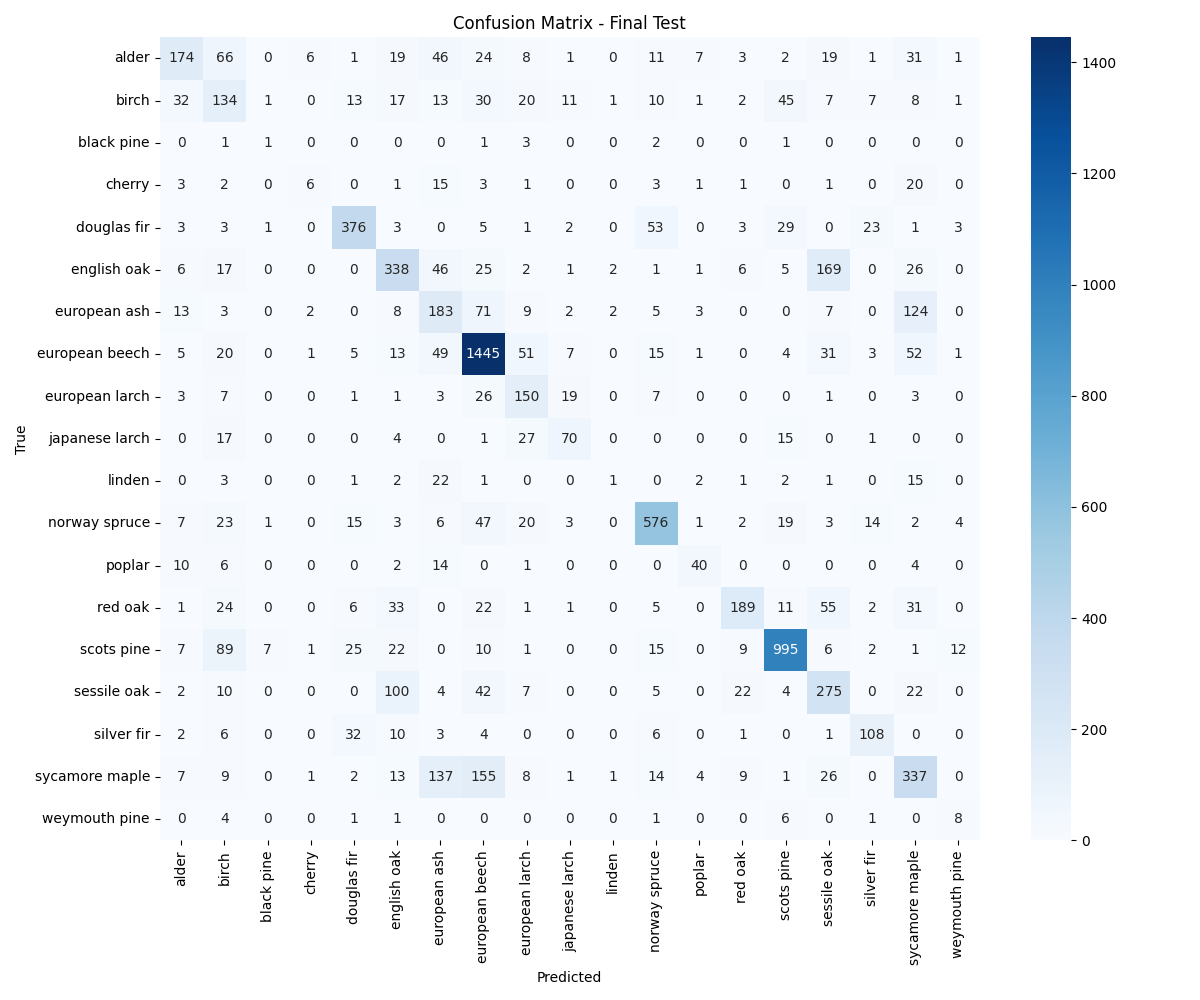 Confusion Matrix - Final Test
alder 174 66 0 6 1 19 46 24 8 1 0 11 7 3 2 19 1 31 1
birch 32 134 1 0 13 17 13 30 20 11 1 10 1 2 45 7 7 8 1
black pine 0 1 1 0 0 0 0 1 3 0 0 2 0 0 1 0 0 0 0
cherry 3 2 0 6 0 1 15 3 1 0 0 3 1 1 0 1 0 20 0
douglas fir 3 3 1 0 376 3 0 5 1 2 0 53 0 3 29 0 23 1 3
english oak 6 17 0 0 0 338 46 25 2 1 2 1 1 6 5 169 0 26 0
european ash 13 3 0 2 0 8 183 71 9 2 2 5 3 0 0 7 0 124 0
european beech 5 20 0 1 5 13 49 1445 51 7 0 15 1 0 4 31 3 52 1
european larch 3 7 0 0 1 1 3 26 150 19 0 7 0 0 0 1 0 3 0
japanese larch 0 17 0 0 0 4 0 1 27 70 0 0 0 0 15 0 1 0 0
linden 0 3 0 0 1 2 22 1 0 0 1 0 2 1 2 1 0 15 0
norway spruce 7 23 1 0 15 3 6 47 20 3 0 576 1 2 19 3 14 2 4
poplar 10 6 0 0 0 2 14 0 1 0 0 0 40 0 0 0 0 4 0
red oak 1 24 0 0 6 33 0 22 1 1 0 5 0 189 11 55 2 31 0
scots pine 7 89 7 1 25 22 0 10 1 0 0 15 0 9 995 6 2 1 12
sessile oak 2 10 0 0 0 100 4 42 7 0 0 5 0 22 4 275 0 22 0
silver fir 2 6 0 0 32 10 3 4 0 0 0 6 0 1 0 1 108 0 0
sycamore maple 7 9 0 1 2 13 137 155 8 1 1 14 4 9 1 26 0 337 0
weymouth pine 0 4 0 0 1 1 0 0 0 0 0 1 0 0 6 0 1 0 8
True
alder birch black pine cherry douglas fir english oak european ash european beech european larch japanese larch linden norway spruce poplar red oak scots pine sessile oak silver fir sycamore maple weymouth pine
Predicted
1400
1200
1000
800
600
400
200
0